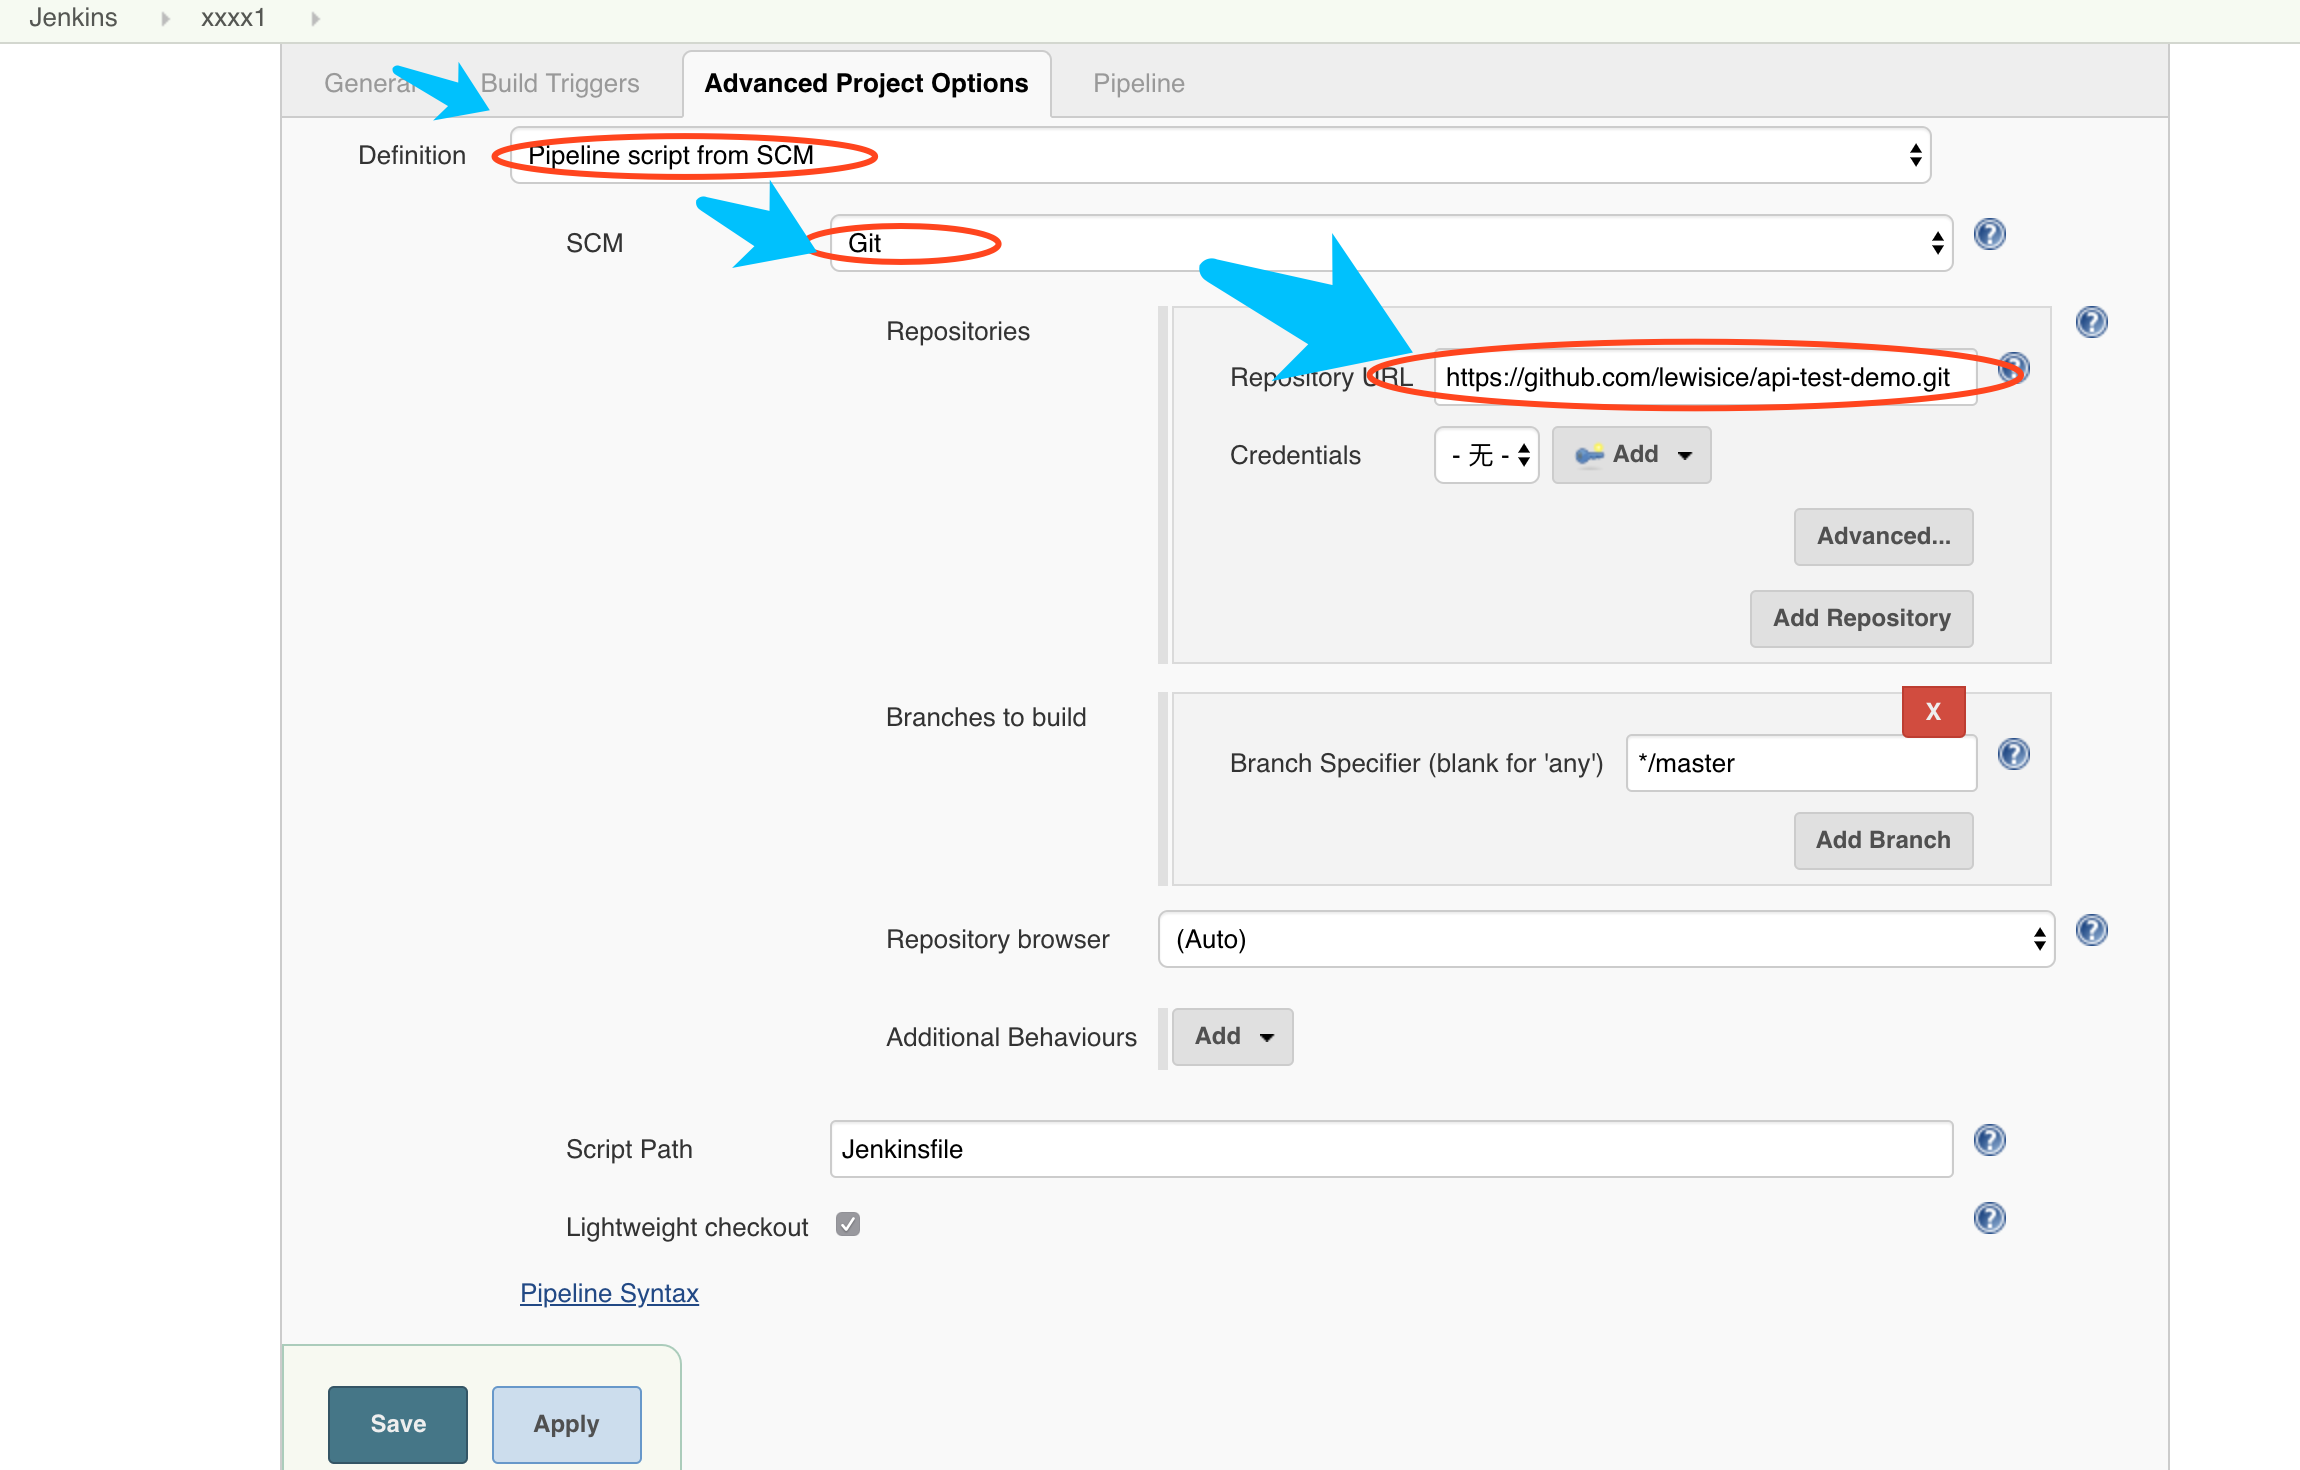 Jenkins xxxx1
General Build Triggers Advanced Project Options Pipeline
Definition Pipeline script from SCM
SCM Git
Repositories
Repository URL https://github.com/lewisice/api-test-demo.git
Credentials - 无 - Add
Advanced...
Add Repository
X
Branches to build
Branch Specifier (blank for 'any') */master
Add Branch
Repository browser (Auto)
Additional Behaviours Add
Script Path Jenkinsfile
Lightweight checkout
Pipeline Syntax
Save Apply